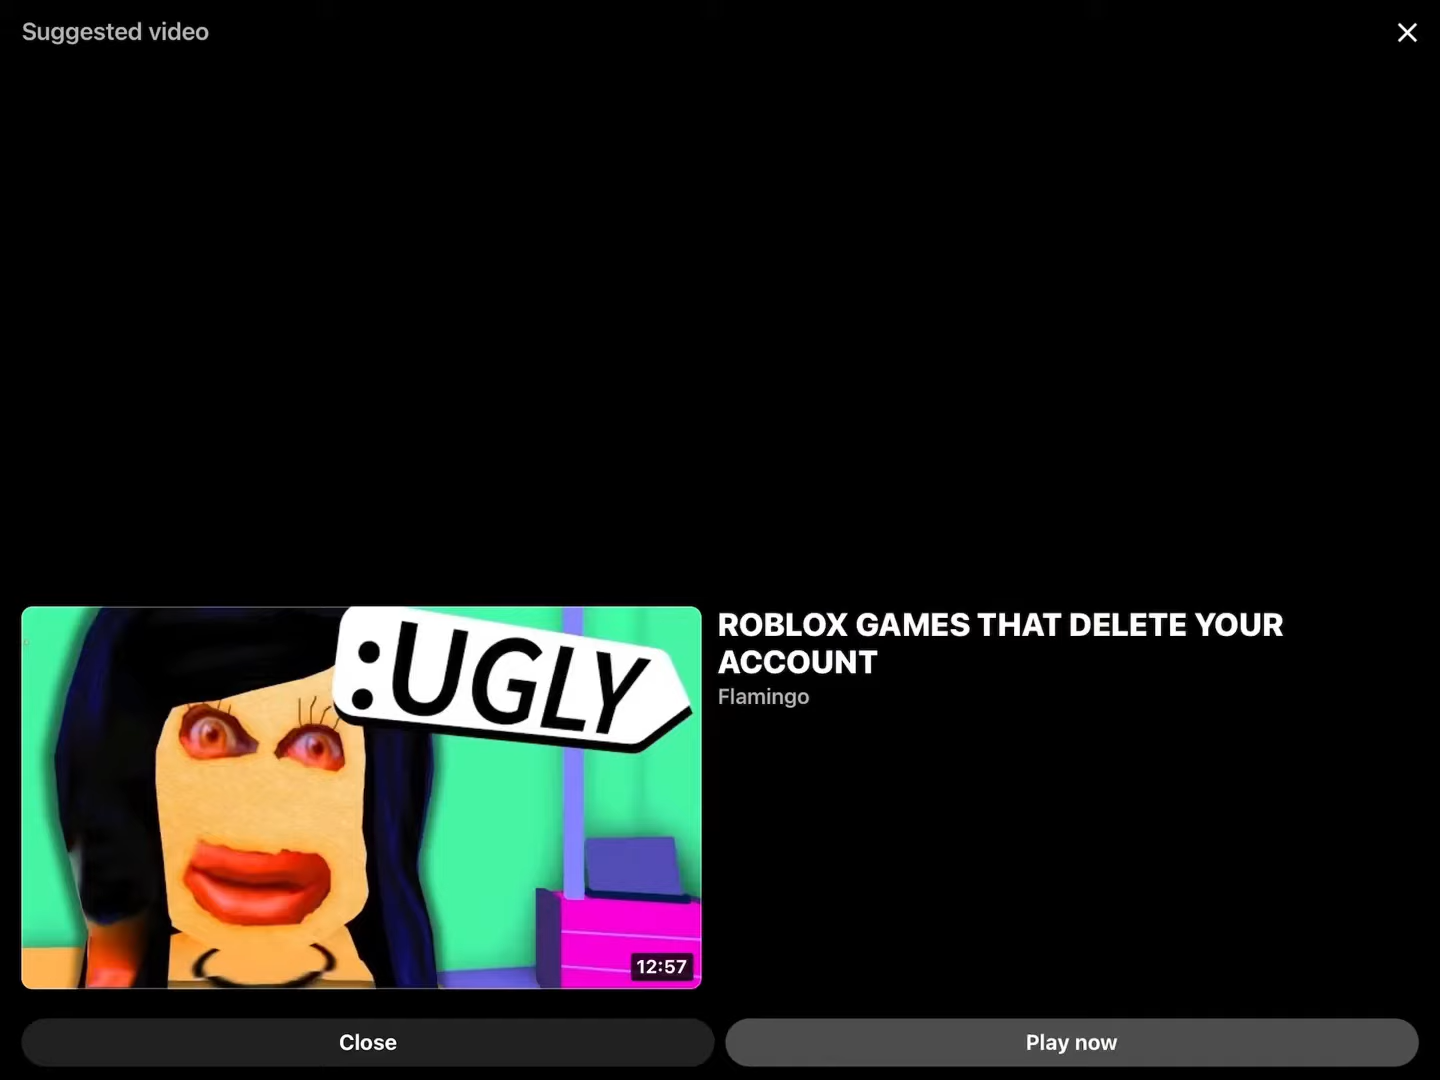 Suggested video
:UGLY
12:57
ROBLOX GAMES THAT DELETE YOUR
ACCOUNT
Flamingo
Close
Play now